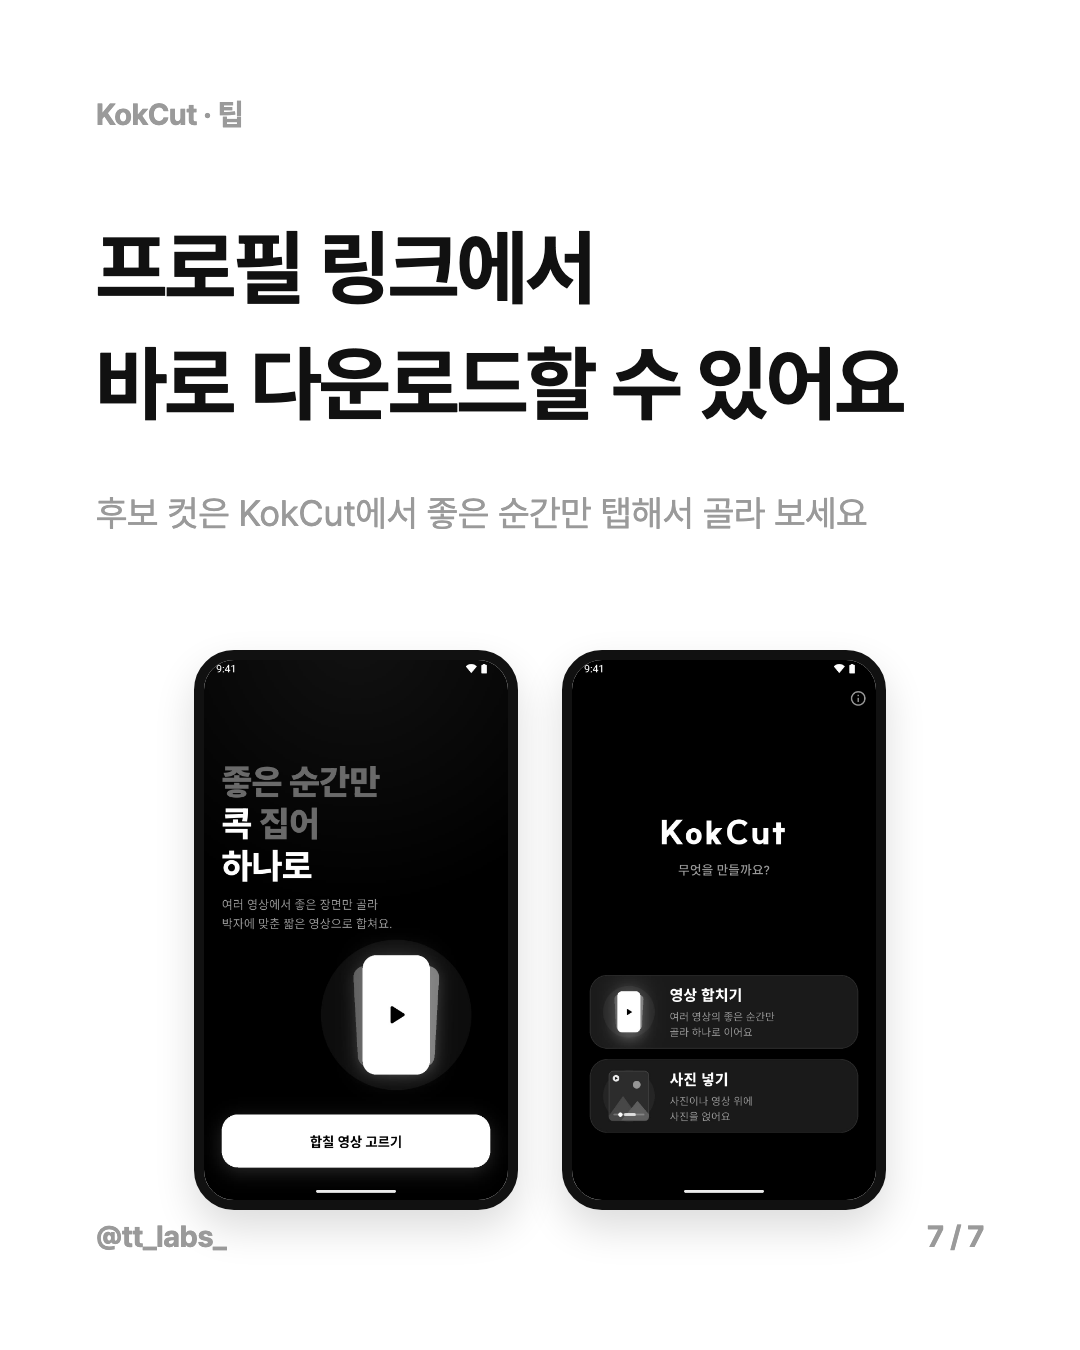 KokCut · 팁
프로필 링크에서
바로 다운로드할 수 있어요
후보 컷은 KokCut에서 좋은 순간만 탭해서 골라 보세요
9:41
좋은 순간만
콕 집어
하나로
여러 영상에서 좋은 장면만 골라
박자에 맞춘 짧은 영상으로 합쳐요.
합칠 영상 고르기
9:41
KokCut
무엇을 만들까요?
영상 합치기
여러 영상의 좋은 순간만
골라 하나로 이어요
사진 넣기
사진이나 영상 위에
사진을 얹어요
@tt_labs_
7 / 7